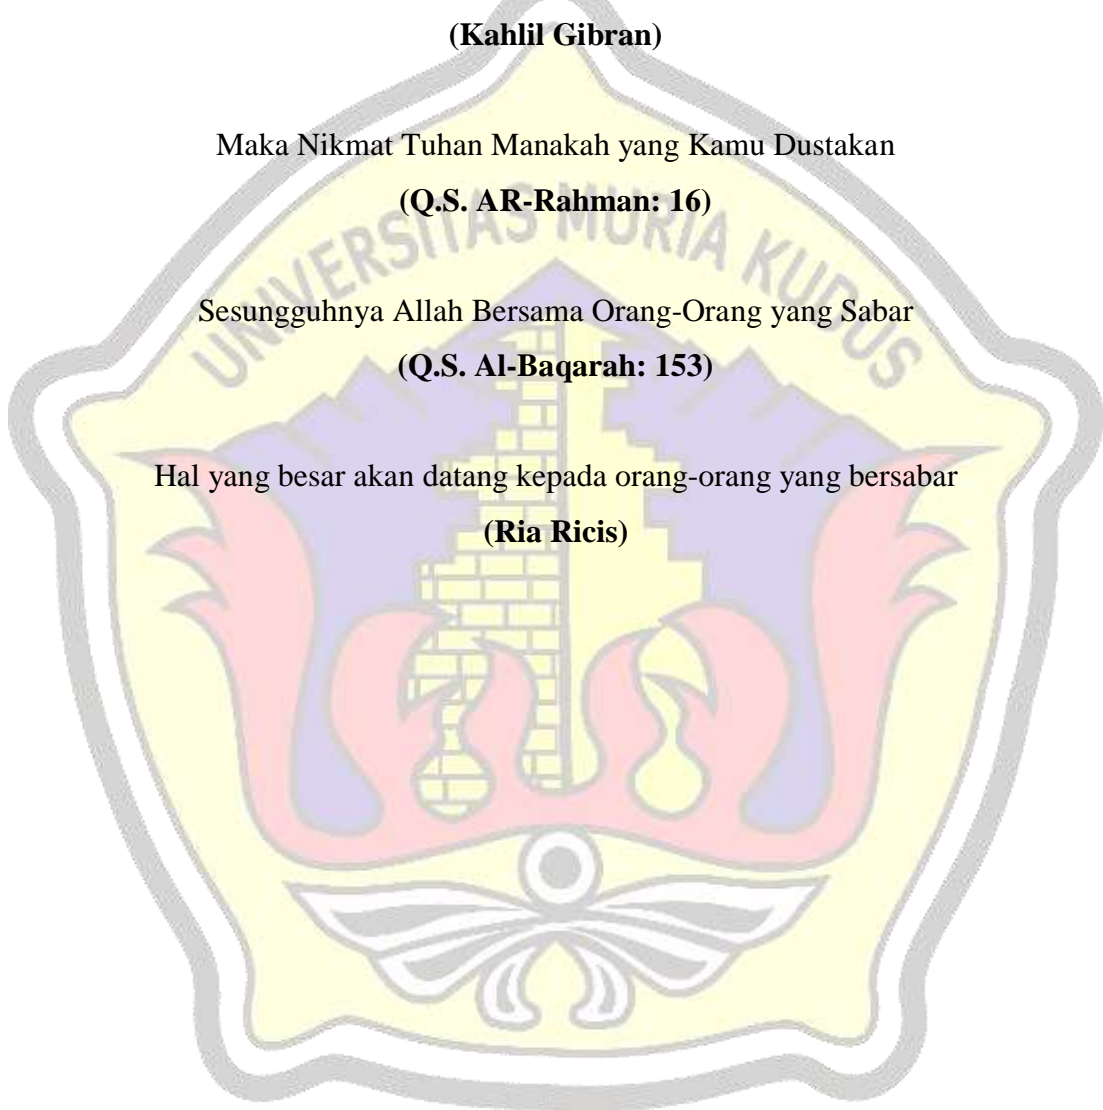 (Kahlil Gibran)
Maka Nikmat Tuhan Manakah yang Kamu Dustakan
(Q.S. AR-Rahman: 16)
UNIVERSITAS MURIA KUDUS
Sesungguhnya Allah Bersama Orang-Orang yang Sabar
(Q.S. Al-Baqarah: 153)
Hal yang besar akan datang kepada orang-orang yang bersabar
(Ria Ricis)